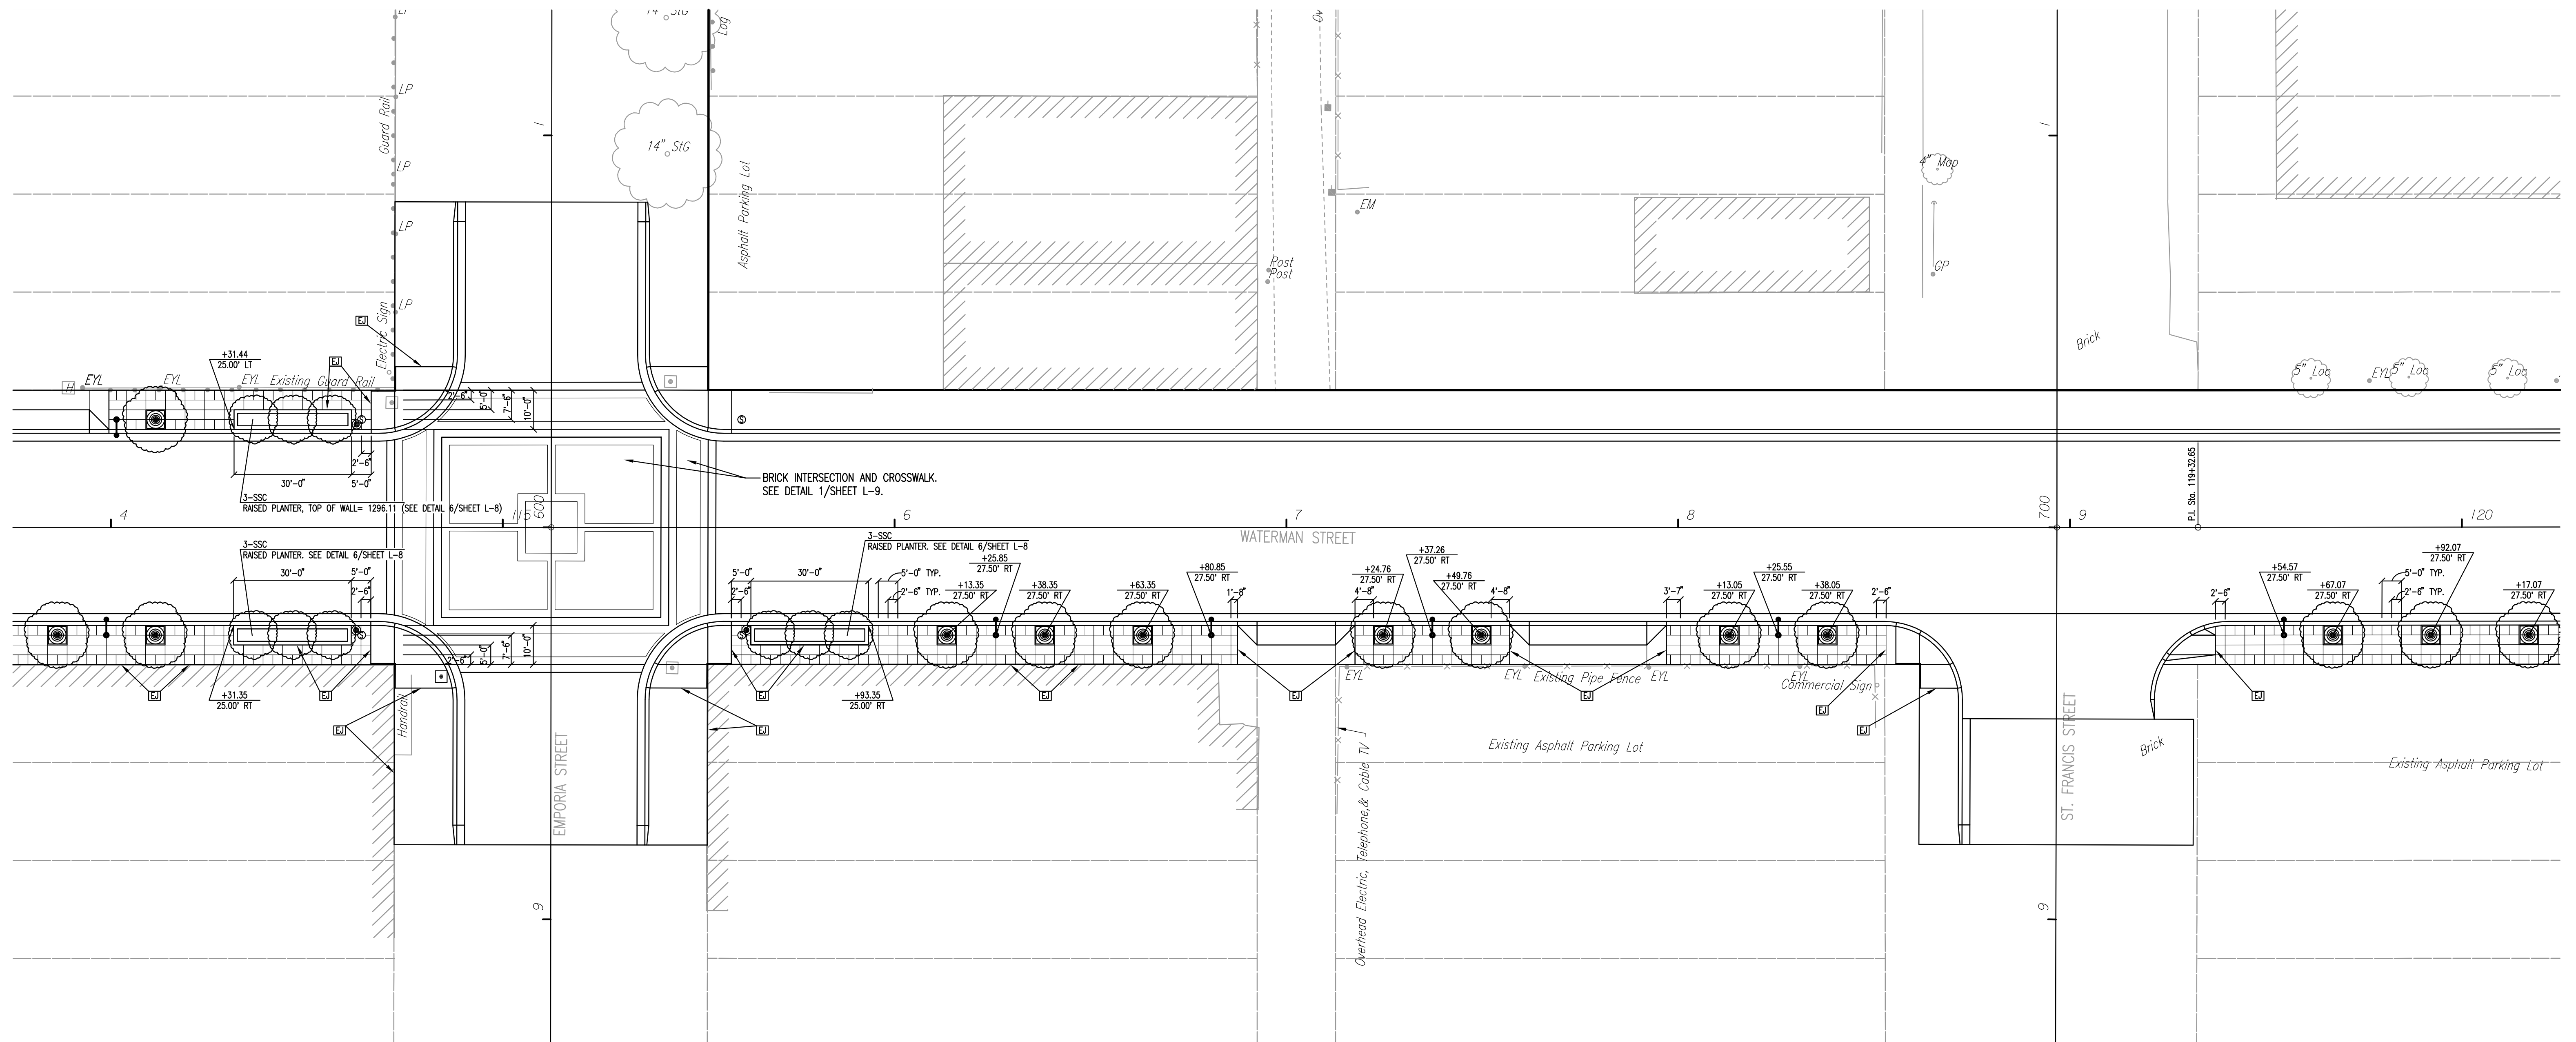 14" StG
LP
Log
Ov
LP
Guard Rail
1
1
14" StG
Asphalt Parking Lot
4" Map
LP
EM
LP
Post
Post
GP
LP
Electric Sign
EJ
Brick
+31.44
25.00' LT
EJ
H
EYL
EYL
EYL
Existing Guard Rail
5" Loc
EYL
5" Loc
5" Loc
2'-6"
5'-0"
7'-6"
10'-0"
S
S
2'-6"
30'-0"
5'-0"
BRICK INTERSECTION AND CROSSWALK.
SEE DETAIL 1/SHEET L-9.
3-SSC
RAISED PLANTER, TOP OF WALL= 1296.11 (SEE DETAIL 6/SHEET L-8)
P.I. Sta. 119+32.65
4
115
600
6
7
8
700
9
120
WATERMAN STREET
3-SSC
RAISED PLANTER. SEE DETAIL 6/SHEET L-8
3-SSC
RAISED PLANTER. SEE DETAIL 6/SHEET L-8
30'-0"
5'-0"
2'-6"
5'-0"
30'-0"
2'-6"
5'-0" TYP.
2'-6" TYP.
+25.85
27.50' RT
+13.35
27.50' RT
+38.35
27.50' RT
+63.35
27.50' RT
+80.85
27.50' RT
1'-8"
4'-8"
+24.76
27.50' RT
+37.26
27.50' RT
+49.76
27.50' RT
4'-8"
3'-7"
+13.05
27.50' RT
+25.55
27.50' RT
+38.05
27.50' RT
2'-6"
2'-6"
+54.57
27.50' RT
+67.07
27.50' RT
5'-0" TYP.
2'-6" TYP.
+92.07
27.50' RT
+17.07
27.50' RT
2'-6"
5'-0"
7'-6"
10'-0"
S
S
EJ
+31.35
25.00' RT
EJ
EJ
+93.35
25.00' RT
EJ
EJ
EYL
EYL
Existing Pipe Fence
EJ
EYL
EYL
Commercial Sign
EJ
EJ
EJ
EJ
Handrail
EJ
EMPORIA STREET
Overhead Electric, Telephone,& Cable TV
Existing Asphalt Parking Lot
ST. FRANCIS STREET
Brick
Existing Asphalt Parking Lot
9
9